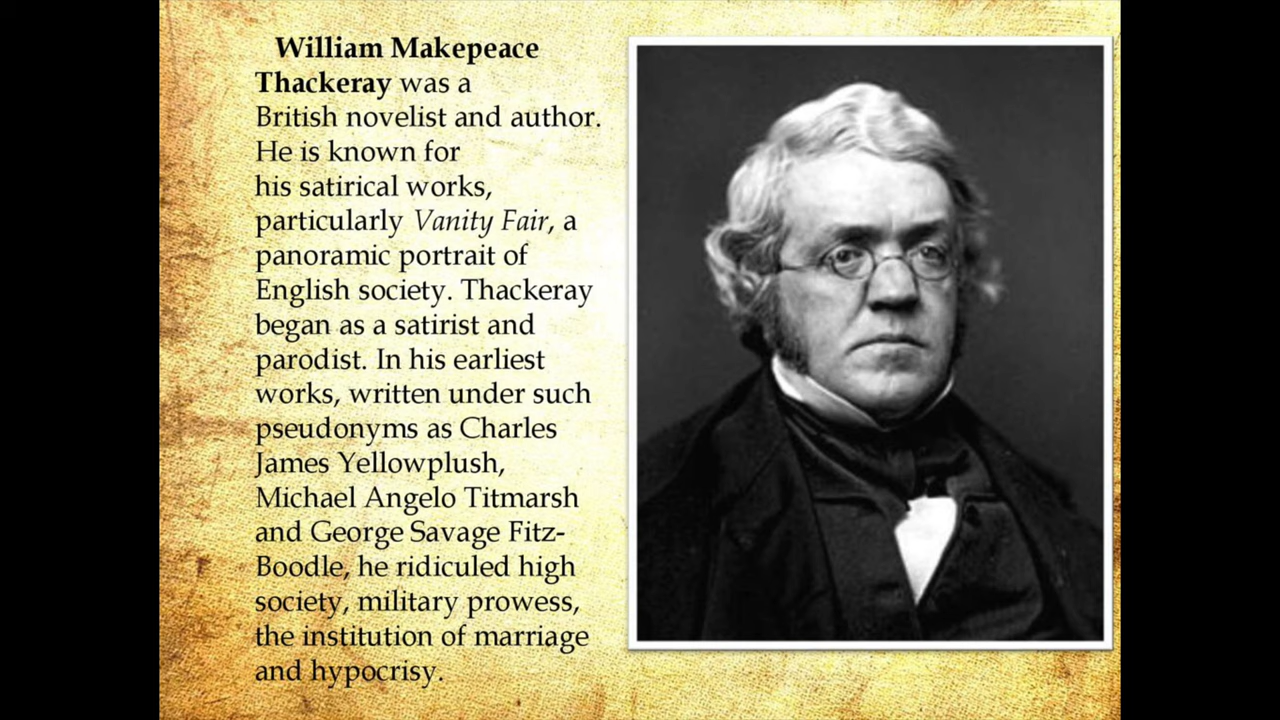 William Makepeace
Thackeray was a
British novelist and author.
He is known for
his satirical works,
particularly Vanity Fair, a
panoramic portrait of
English society. Thackeray
began as a satirist and
parodist. In his earliest
works, written under such
pseudonyms as Charles
James Yellowplush,
Michael Angelo Titmarsh
and George Savage Fitz-
Boodle, he ridiculed high
society, military prowess,
the institution of marriage
and hypocrisy.